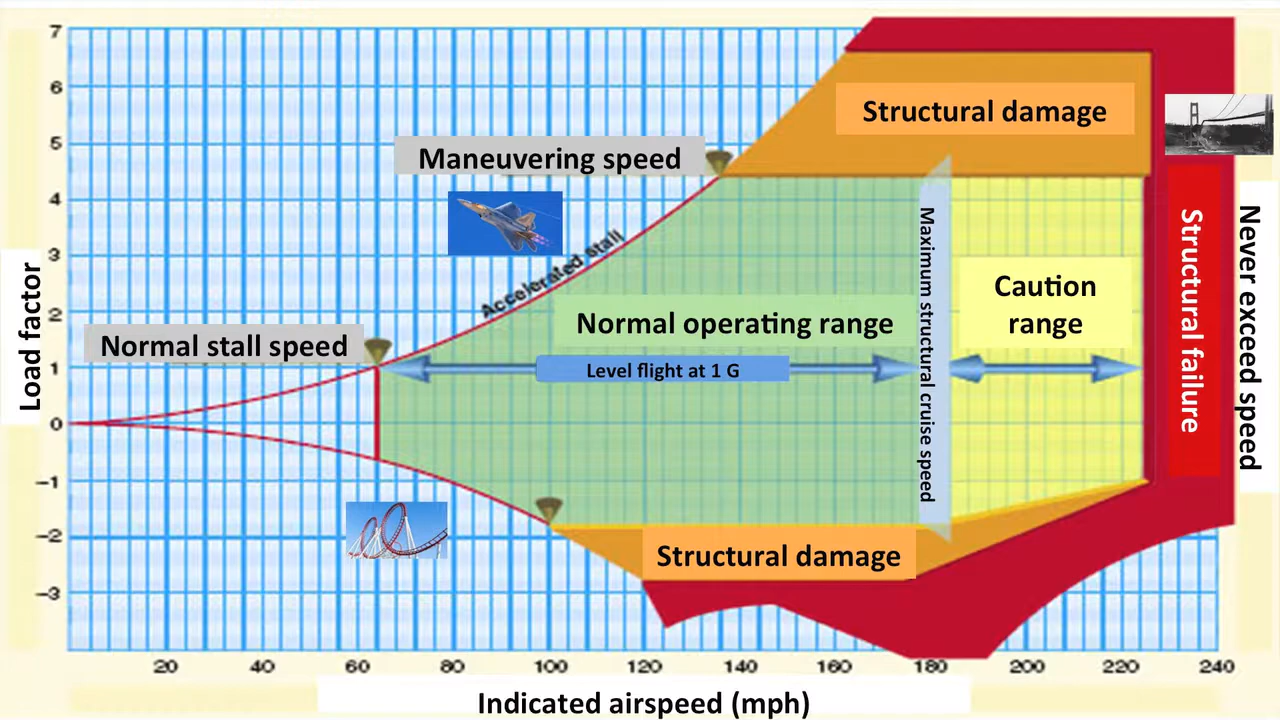 7
6
5
4
3
2
1
0
−1
−2
−3
Load factor
Structural damage
Maneuvering speed
Accelerated stall
Normal stall speed
Normal operating range
Level flight at 1 G
Maximum structural cruise speed
Caution
range
Structural failure
Never exceed speed
Structural damage
20 40 60 80 100 120 140 160 180 200 220 240
Indicated airspeed (mph)